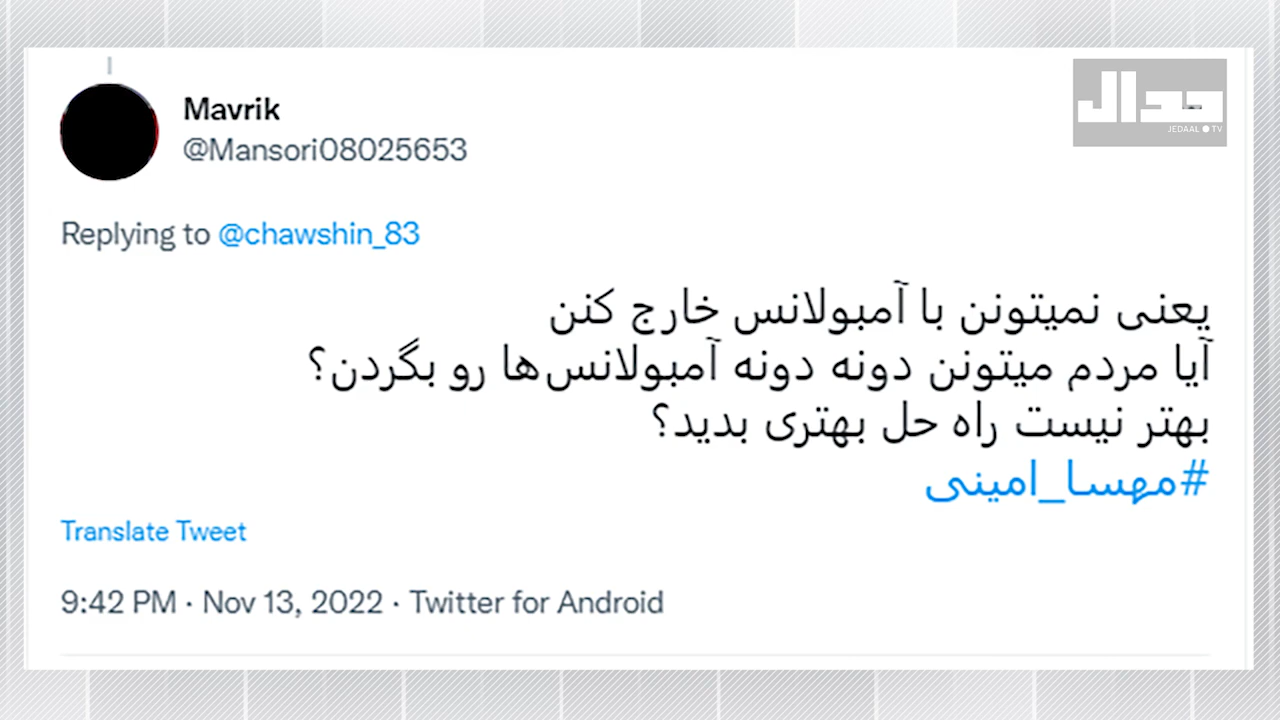 Mavrik
@Mansori08025653
جدال
JEDAAL TV
Replying to @chawshin_83
یعنی نمیتونن با آمبولانس خارج کنن
آیا مردم میتونن دونه دونه آمبولانس‌ها رو بگردن؟
بهتر نیست راه حل بهتری بدید؟
#مهسا_امینی
Translate Tweet
9:42 PM · Nov 13, 2022 · Twitter for Android